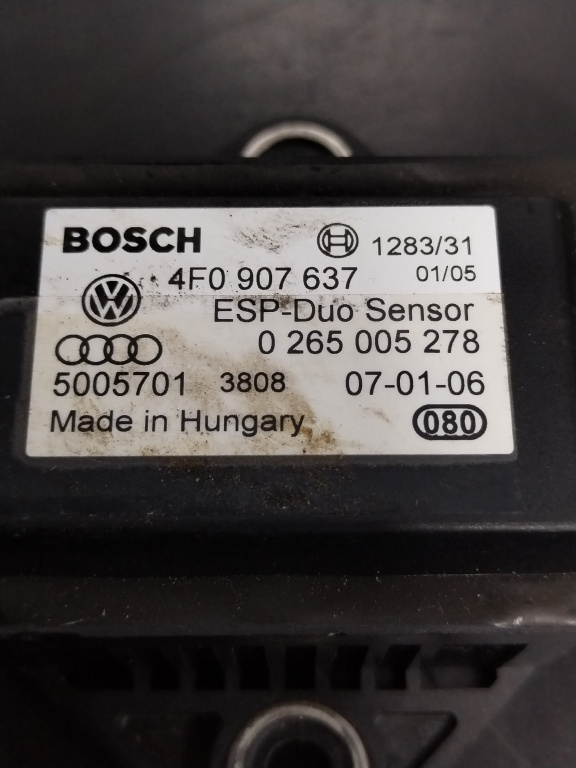 BOSCH 1283/31
4F0 907 637 01/05
ESP-Duo Sensor
0 265 005 278
5005701 3808 07-01-06
Made in Hungary 080